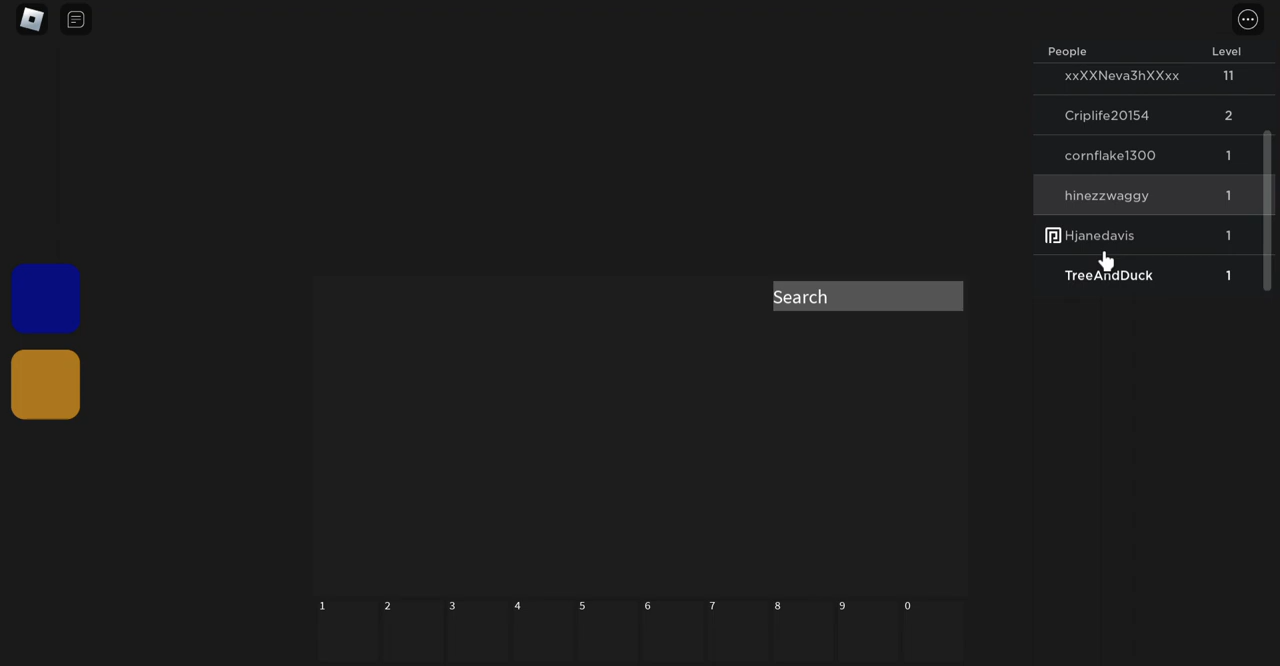 People Level
xxXXNeva3hXXxx 11
Criplife20154 2
cornflake1300 1
hinezzwaggy 1
Hjanedavis 1
TreeAndDuck 1
Search
1 2 3 4 5 6 7 8 9 0